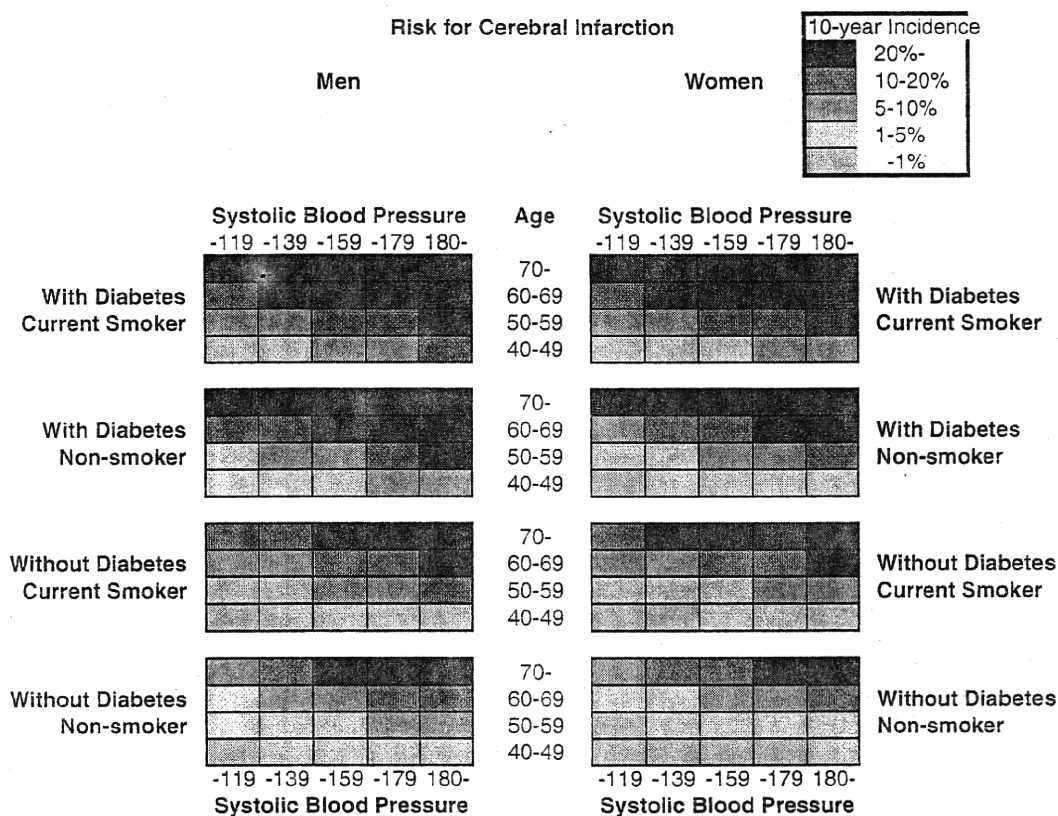 Risk for Cerebral Infarction
10-year Incidence
20%-
10-20%
5-10%
1-5%
-1%
Men
Women
Systolic Blood Pressure
Age
Systolic Blood Pressure
-119 -139 -159 -179 180-
-119 -139 -159 -179 180-
With Diabetes
Current Smoker
70-
60-69
50-59
40-49
With Diabetes
Current Smoker
With Diabetes
Non-smoker
70-
60-69
50-59
40-49
With Diabetes
Non-smoker
Without Diabetes
Current Smoker
70-
60-69
50-59
40-49
Without Diabetes
Current Smoker
Without Diabetes
Non-smoker
70-
60-69
50-59
40-49
Without Diabetes
Non-smoker
-119 -139 -159 -179 180-
-119 -139 -159 -179 180-
Systolic Blood Pressure
Systolic Blood Pressure